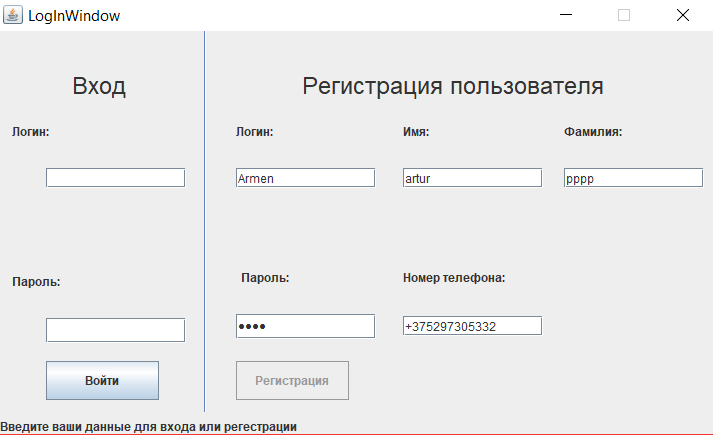 LogInWindow
Вход
Регистрация пользователя
Логин:
Логин:
Имя:
Фамилия:
Armen
artur
pppp
Пароль:
Пароль:
Номер телефона:
••••
+375297305332
Войти
Регистрация
Введите ваши данные для входа или регестрации